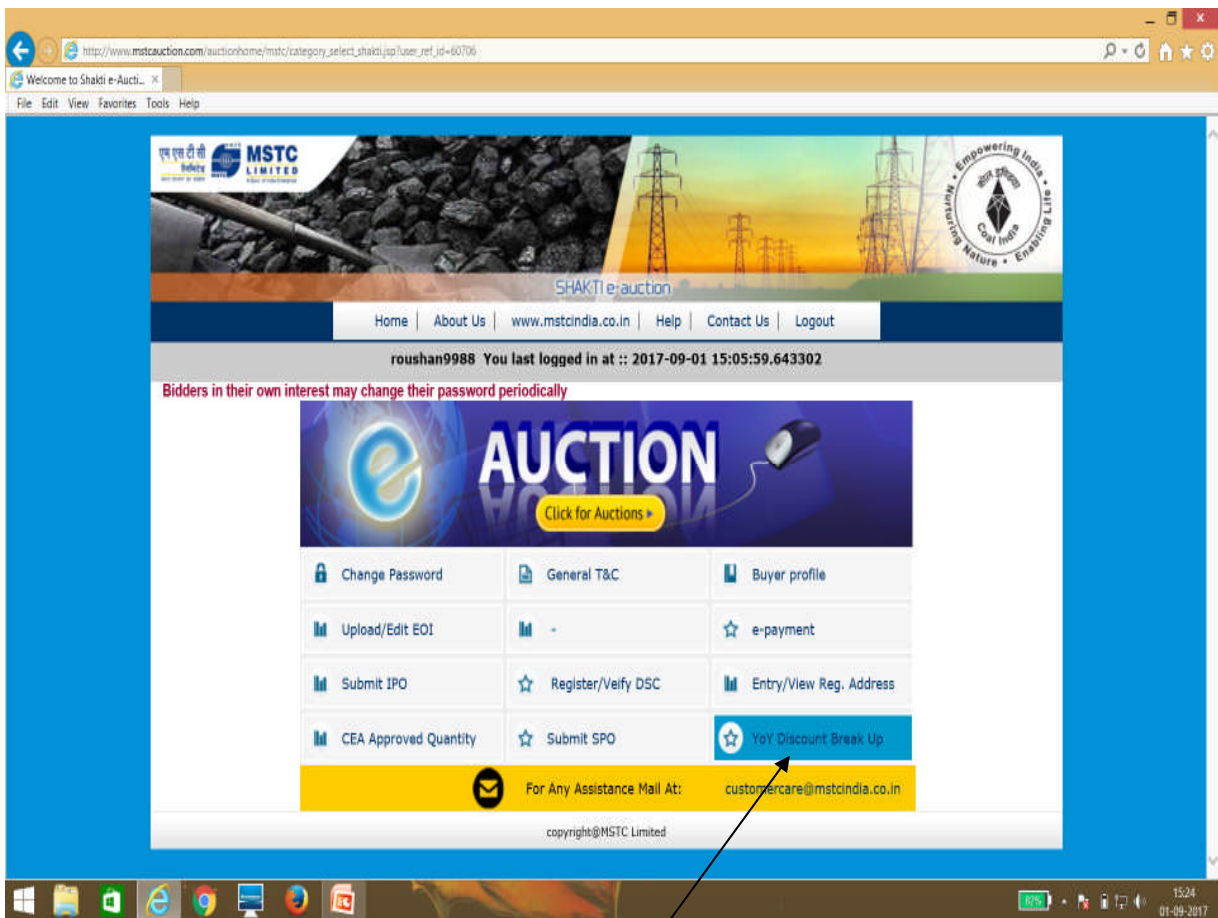 http://www.mstcauction.com/auctionhome/mstc/category_select_shakti.jsp?user_ref_id=60706
Welcome to Shakti e-Aucti...
File Edit View Favorites Tools Help
एम एस टी सी
लिमिटेड
MSTC
LIMITED
Empowering India • Enabling Life • Nurturing Nature •
कोल इण्डिया
Coal India
SHAKTI e-auction
Home | About Us | www.mstcindia.co.in | Help | Contact Us | Logout
roushan9988 You last logged in at :: 2017-09-01 15:05:59.643302
Bidders in their own interest may change their password periodically
e AUCTION
Click for Auctions
Change Password General T&C Buyer profile
Upload/Edit EOI - e-payment
Submit IPO Register/Veify DSC Entry/View Reg. Address
CEA Approved Quantity Submit SPO YoY Discount Break Up
For Any Assistance Mail At: customercare@mstcindia.co.in
copyright@MSTC Limited
15:24
01-09-2017